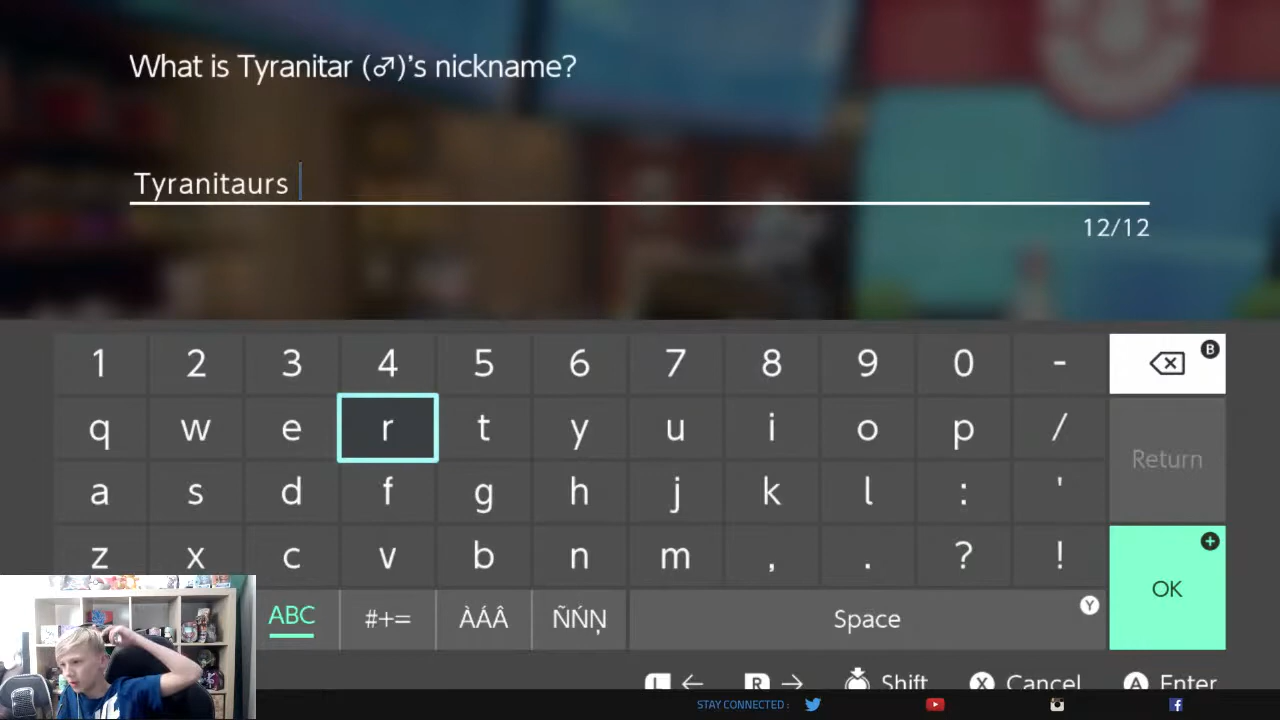 What is Tyranitar (♂)'s nickname?
Tyranitaurs
12/12
1 2 3 4 5 6 7 8 9 0 - B
q w e r t y u i o p /
Return
a s d f g h j k l : '
z x c v b n m , . ? ! +
OK
ABC #+= ÀÁÂ ÑŃŅ Space Y
L ← R → Shift X Cancel A Enter
STAY CONNECTED :